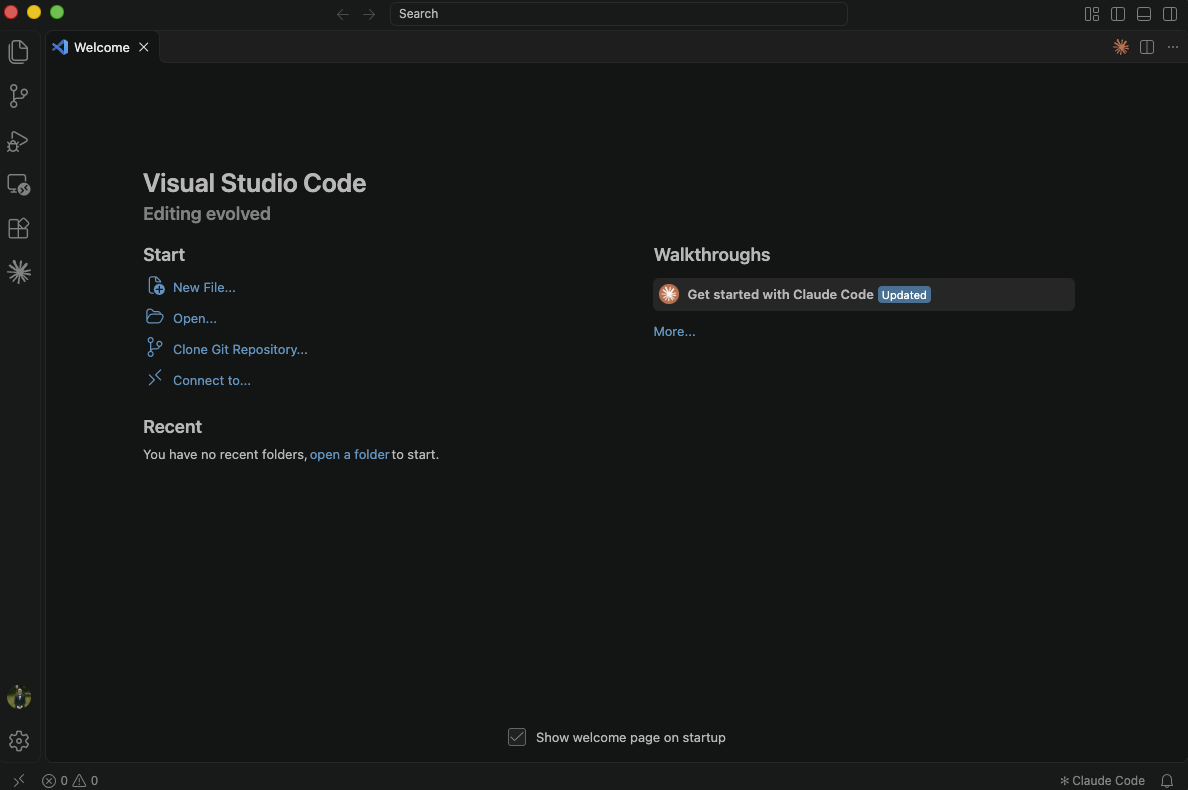 Search
Welcome
Visual Studio Code
Editing evolved
Start
New File...
Open...
Clone Git Repository...
Connect to...
Recent
You have no recent folders, open a folder to start.
Walkthroughs
Get started with Claude Code Updated
More...
Show welcome page on startup
0 0
Claude Code